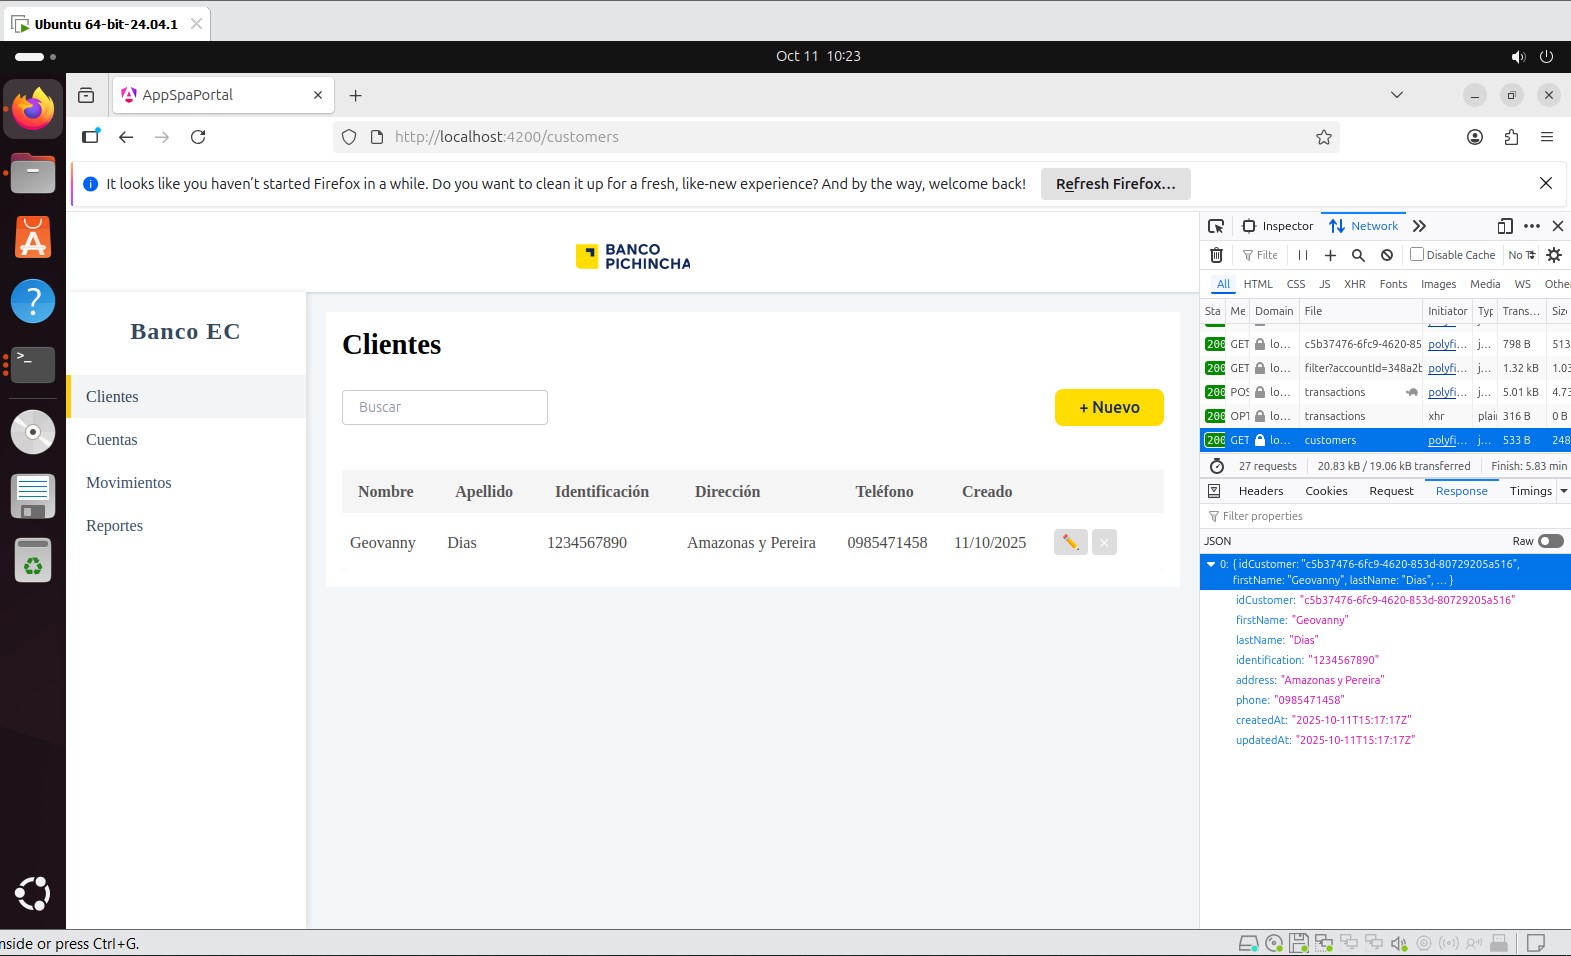 Ubuntu 64-bit-24.04.1
Oct 11 10:23
AppSpaPortal
http://localhost:4200/customers
It looks like you haven't started Firefox in a while. Do you want to clean it up for a fresh, like-new experience? And by the way, welcome back!
Refresh Firefox…
BANCO
PICHINCHA
Banco EC
Clientes
Cuentas
Movimientos
Reportes
Clientes
Buscar
+ Nuevo
Nombre Apellido Identificación Dirección Teléfono Creado
Geovanny Dias 1234567890 Amazonas y Pereira 0985471458 11/10/2025
Inspector Network
Filte
Disable Cache
No T
All HTML CSS JS XHR Fonts Images Media WS Othe
Sta Me Domain File Initiator Typ Trans… Siz
200 GET lo… c5b37476-6fc9-4620-85 polyfi… j… 798 B 513
200 GET lo… filter?accountId=348a2b polyfi… j… 1.32 kB 1.03
200 POS lo… transactions polyfi… j… 5.01 kB 4.73
200 OPT lo… transactions xhr plai 316 B 0 B
200 GET lo… customers polyfi… j… 533 B 248
27 requests 20.83 kB / 19.06 kB transferred Finish: 5.83 min
Headers Cookies Request Response Timings
Filter properties
JSON Raw
0: { idCustomer: "c5b37476-6fc9-4620-853d-80729205a516",
firstName: "Geovanny", lastName: "Dias", … }
idCustomer: "c5b37476-6fc9-4620-853d-80729205a516"
firstName: "Geovanny"
lastName: "Dias"
identification: "1234567890"
address: "Amazonas y Pereira"
phone: "0985471458"
createdAt: "2025-10-11T15:17:17Z"
updatedAt: "2025-10-11T15:17:17Z"
nside or press Ctrl+G.